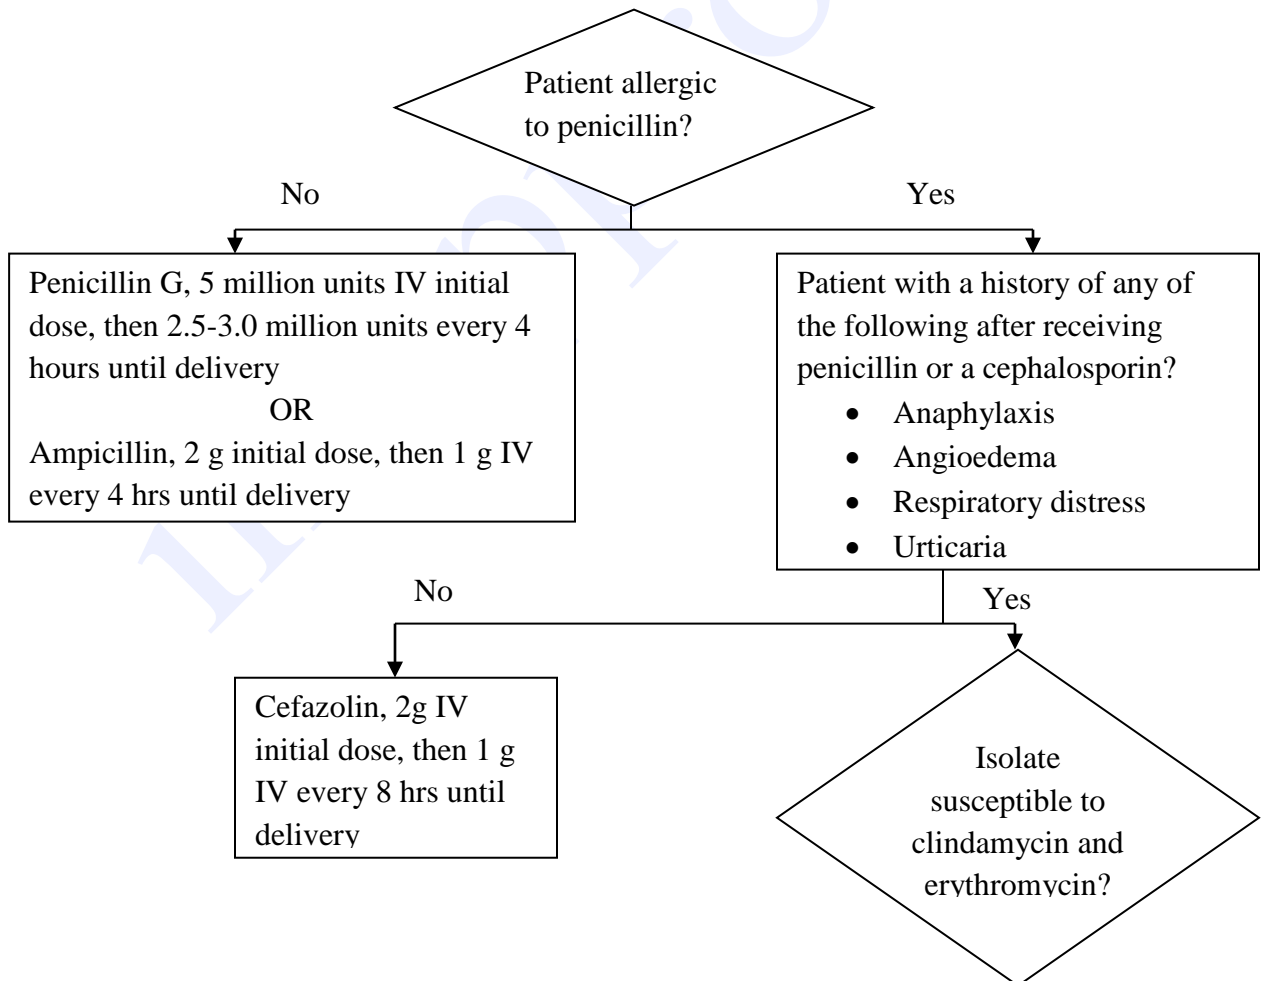 Patient allergic
to penicillin?
No
Yes
Penicillin G, 5 million units IV initial
dose, then 2.5-3.0 million units every 4
hours until delivery
OR
Ampicillin, 2 g initial dose, then 1 g IV
every 4 hrs until delivery
Patient with a history of any of
the following after receiving
penicillin or a cephalosporin?
• Anaphylaxis
• Angioedema
• Respiratory distress
• Urticaria
No
Yes
Cefazolin, 2g IV
initial dose, then 1 g
IV every 8 hrs until
delivery
Isolate
susceptible to
clindamycin and
erythromycin?